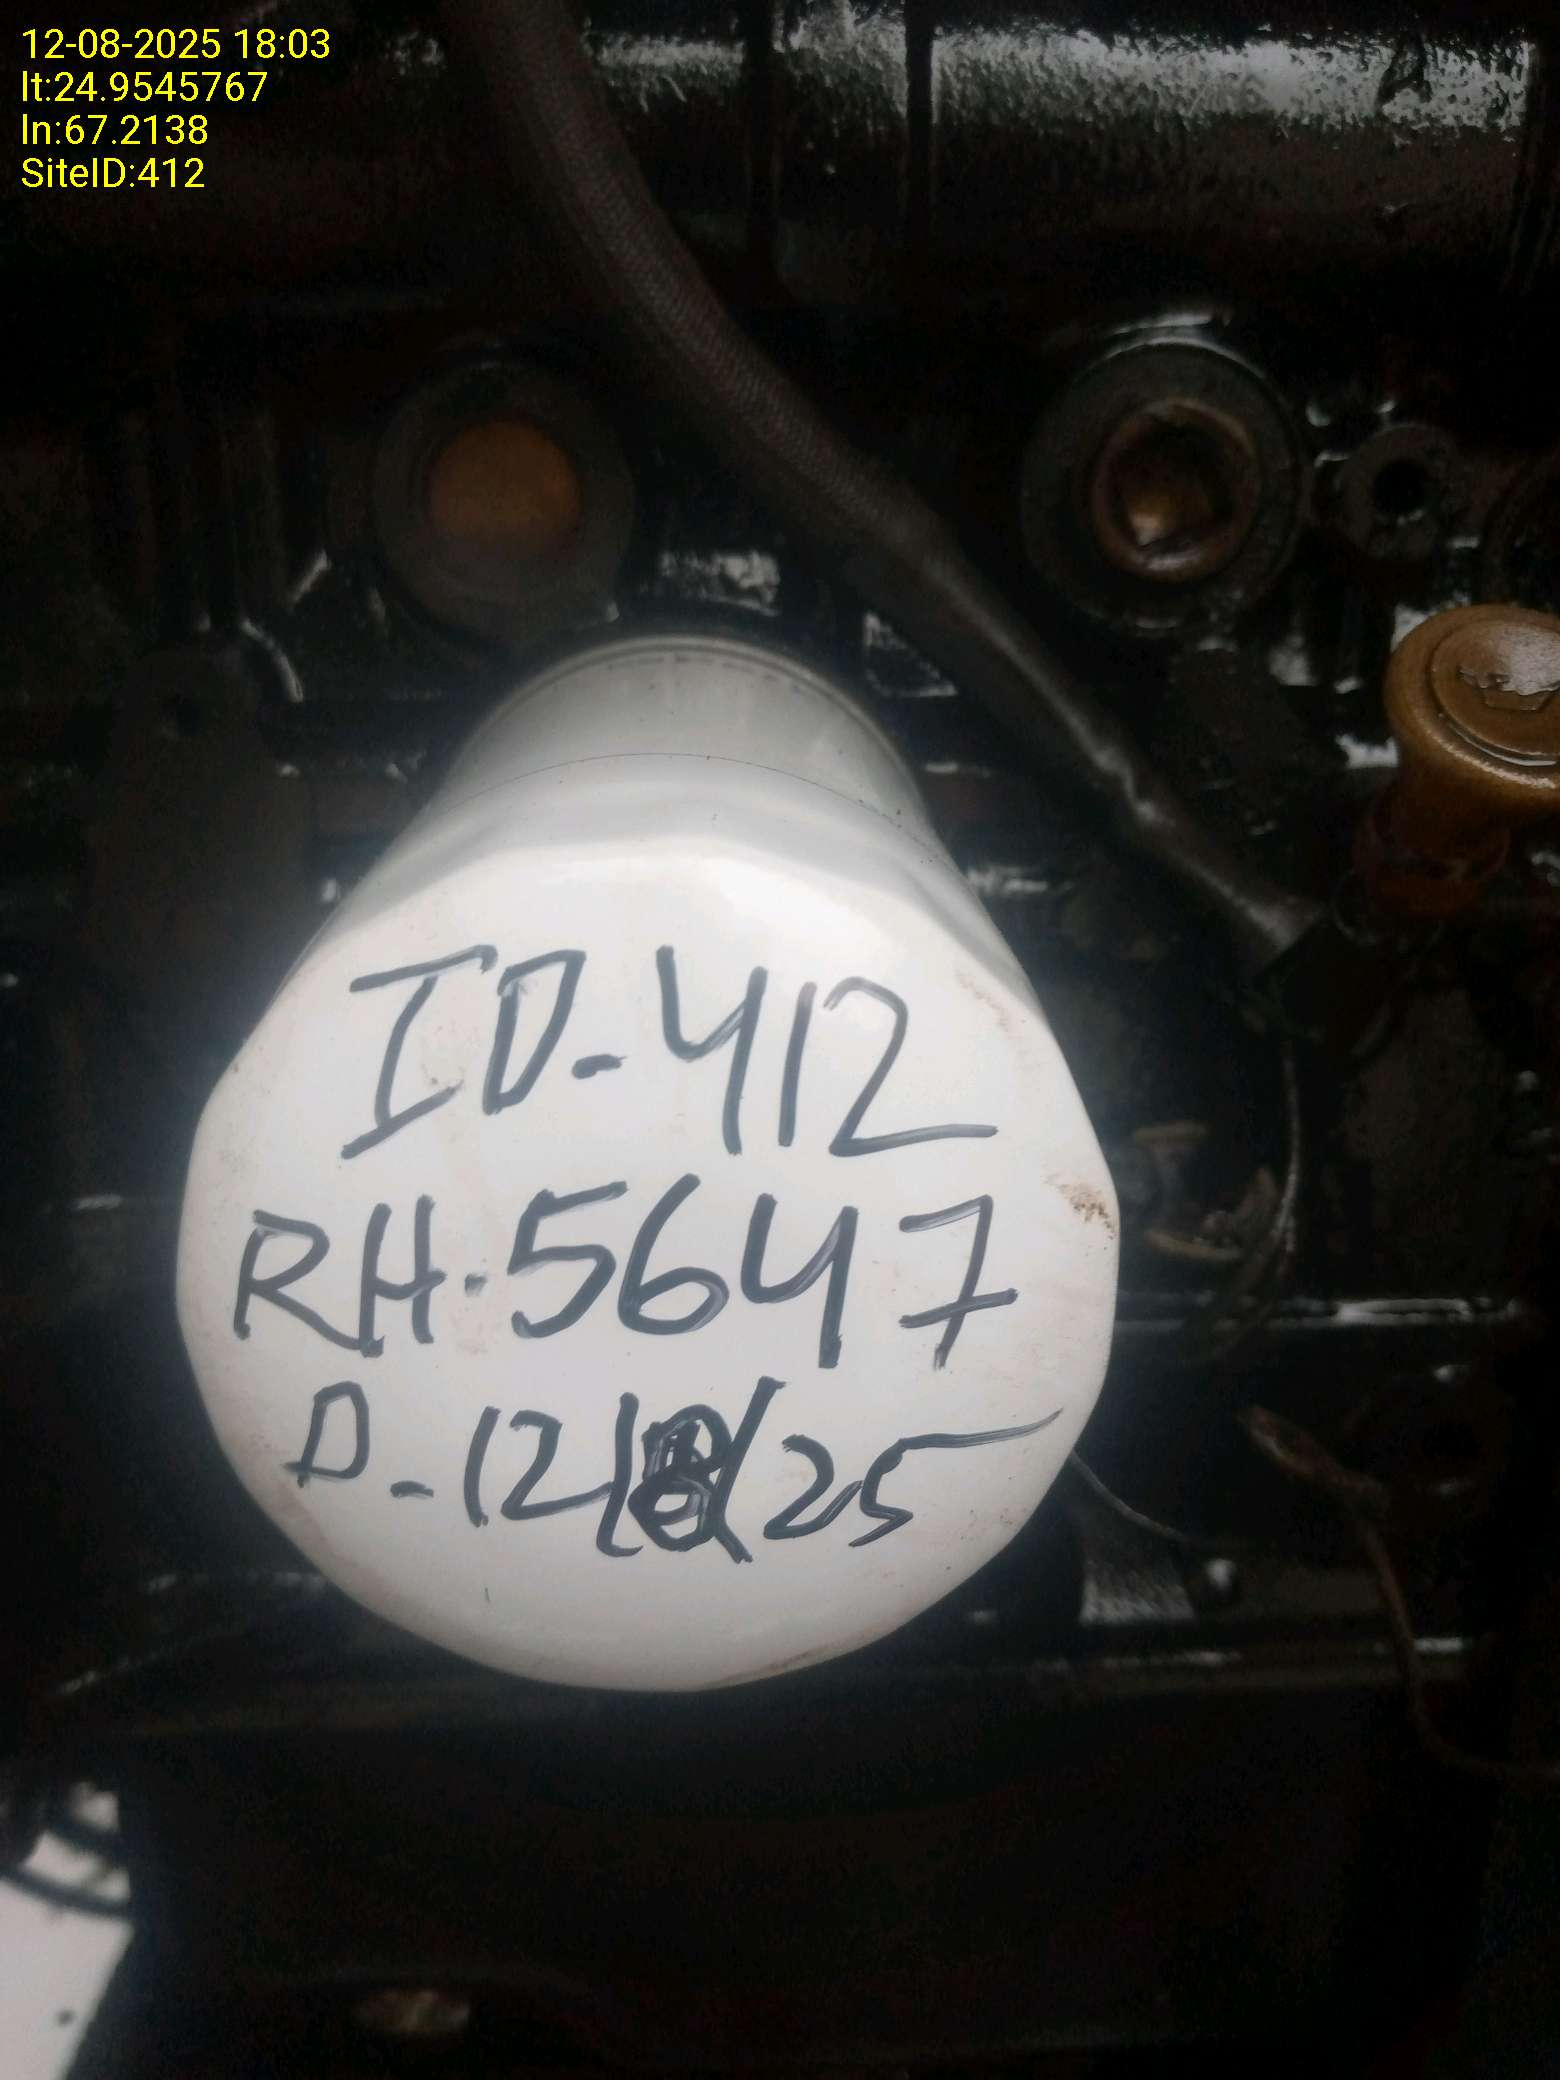 12-08-2025 18:03
lt:24.9545767
ln:67.2138
SiteID:412
ID-412
RH-5647
D-12/8/25